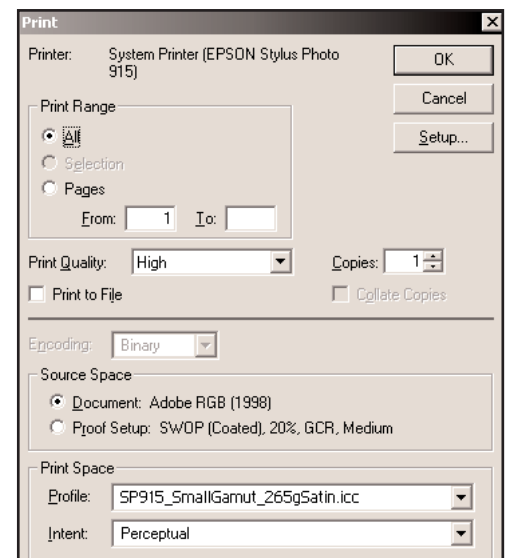 Print
Printer: System Printer (EPSON Stylus Photo 915)
OK
Cancel
Setup...
Print Range
All
Selection
Pages
From: 1 To:
Print Quality: High
Copies: 1
Print to File
Collate Copies
Encoding: Binary
Source Space
Document: Adobe RGB (1998)
Proof Setup: SWOP (Coated), 20%, GCR, Medium
Print Space
Profile: SP915_SmallGamut_265gSatin.icc
Intent: Perceptual